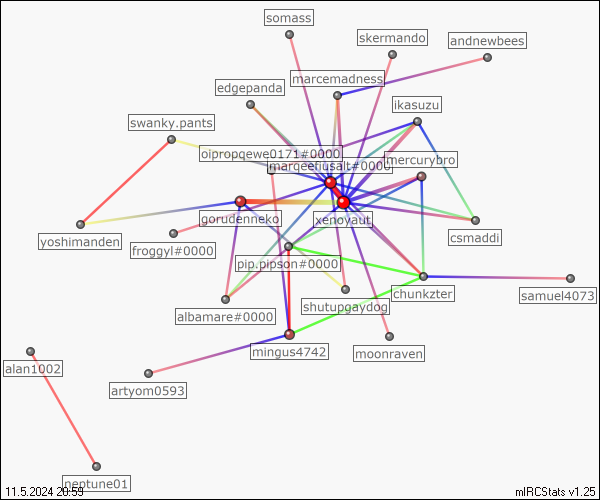 somass
skermando
andnewbees
marcemadness
edgepanda
ikasuzu
swanky.pants
oipropqewe0171#0000
mercurybro
marqeefiusalt#0000
gorudenneko
xenoyaut
yoshimanden
froggyl#0000
csmaddi
pip.pipson#0000
chunkzter
samuel4073
albamare#0000
shutupgaydog
mingus4742
moonraven
alan1002
artyom0593
neptune01
11.5.2024 20:59
mIRCStats v1.25